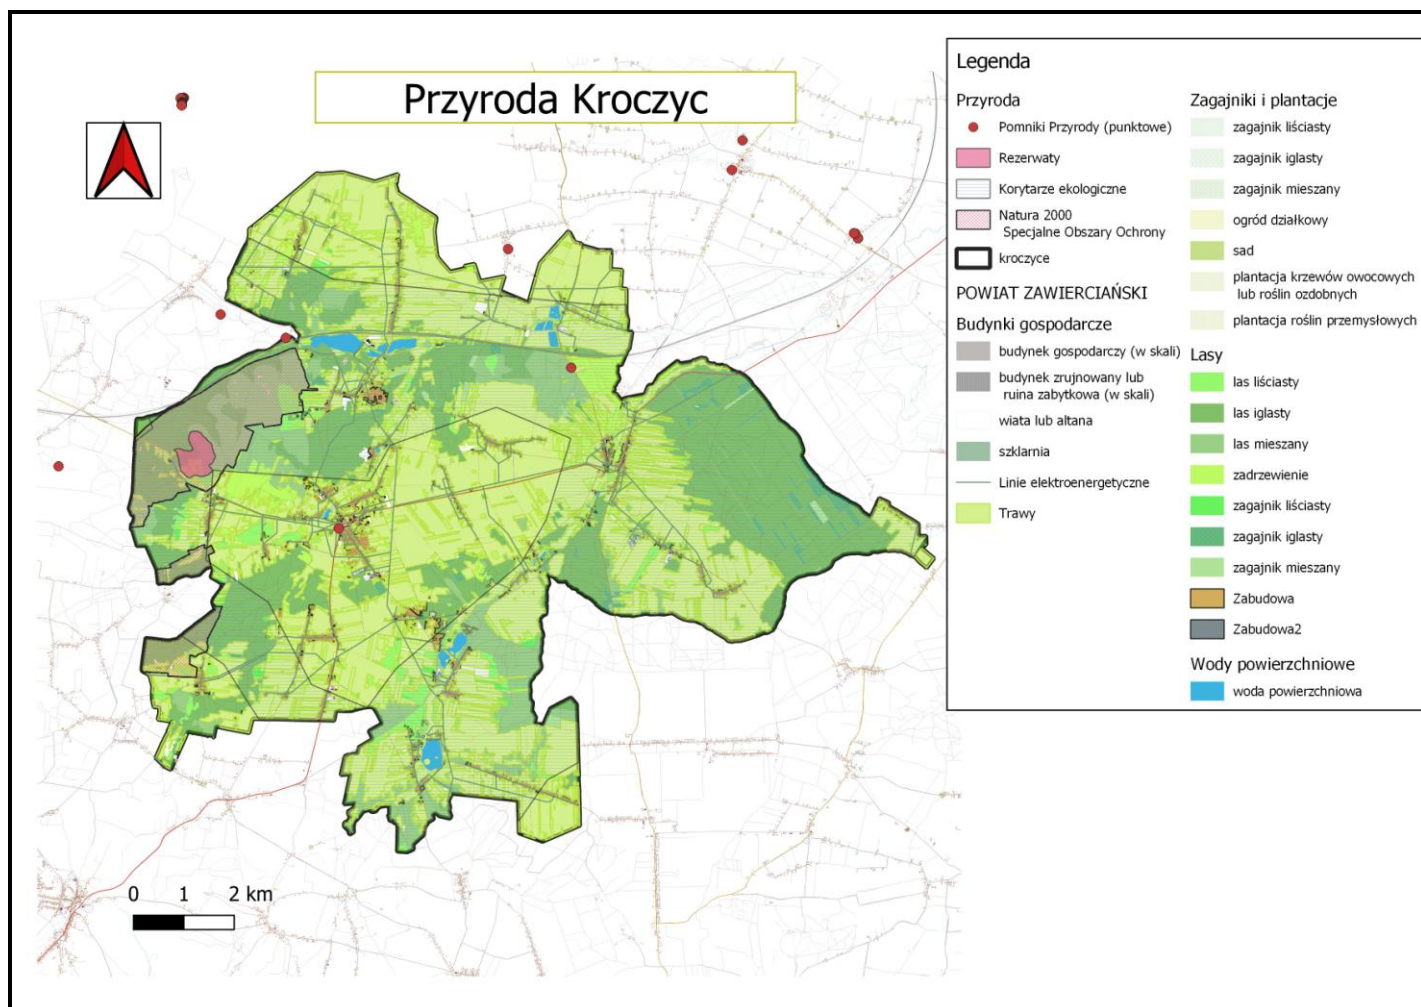 Przyroda Kroczyc
0 1 2 km
Legenda
Przyroda
Pomniki Przyrody (punktowe)
Rezerwaty
Korytarze ekologiczne
Natura 2000
Specjalne Obszary Ochrony
kroczyce
POWIAT ZAWIERCIAŃSKI
Budynki gospodarcze
budynek gospodarczy (w skali)
budynek zrujnowany lub
ruina zabytkowa (w skali)
wiata lub altana
szklarnia
Linie elektroenergetyczne
Trawy
Zagajniki i plantacje
zagajnik liściasty
zagajnik iglasty
zagajnik mieszany
ogród działkowy
sad
plantacja krzewów owocowych
lub roślin ozdobnych
plantacja roślin przemysłowych
Lasy
las liściasty
las iglasty
las mieszany
zadrzewienie
zagajnik liściasty
zagajnik iglasty
zagajnik mieszany
Zabudowa
Zabudowa2
Wody powierzchniowe
woda powierzchniowa